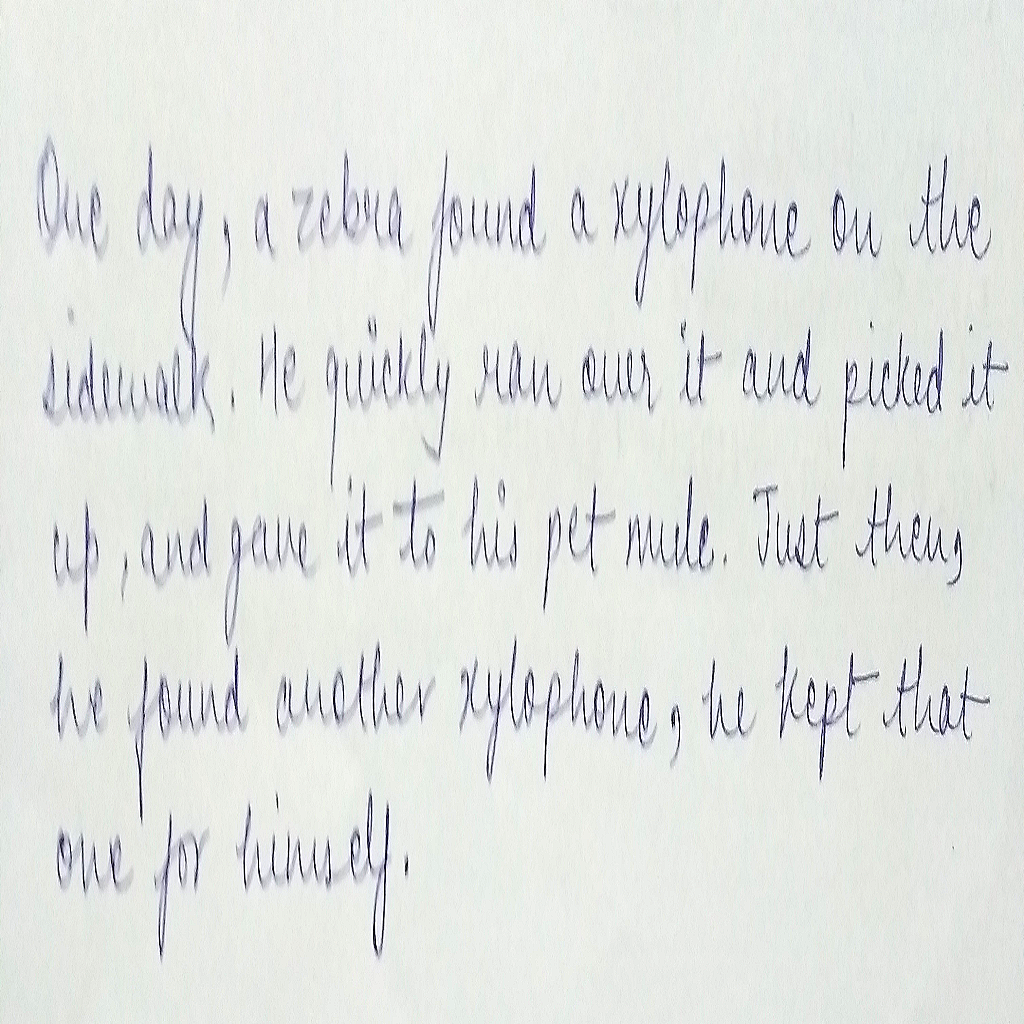 One day, a zebra found a xylophone on the
sidewalk. He quickly ran over it and picked it
up, and gave it to his pet mule. Just then,
he found another xylophone, he kept that
one for himself.